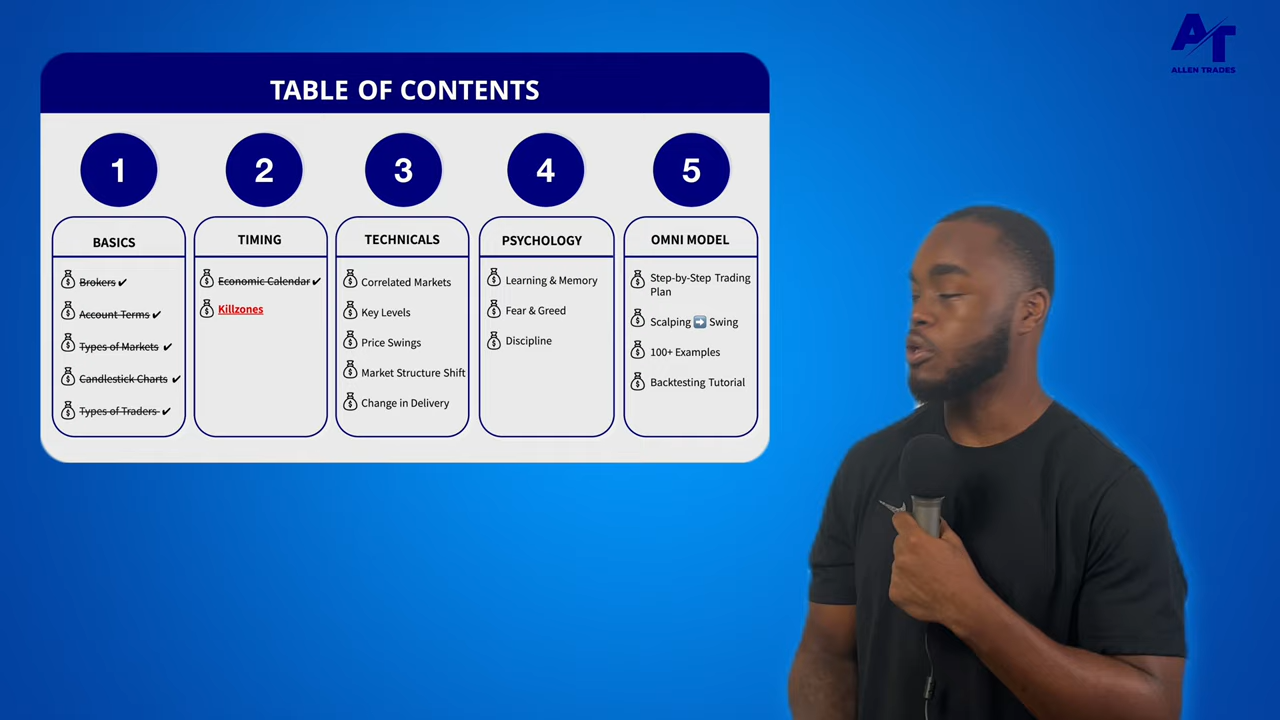 AT
ALLEN TRADES
TABLE OF CONTENTS
1
2
3
4
5
BASICS
Brokers ✔
Account Terms ✔
Types of Markets ✔
Candlestick Charts ✔
Types of Traders ✔
TIMING
Economic Calendar ✔
Killzones
TECHNICALS
Correlated Markets
Key Levels
Price Swings
Market Structure Shift
Change in Delivery
PSYCHOLOGY
Learning & Memory
Fear & Greed
Discipline
OMNI MODEL
Step-by-Step Trading
Plan
Scalping ➡ Swing
100+ Examples
Backtesting Tutorial